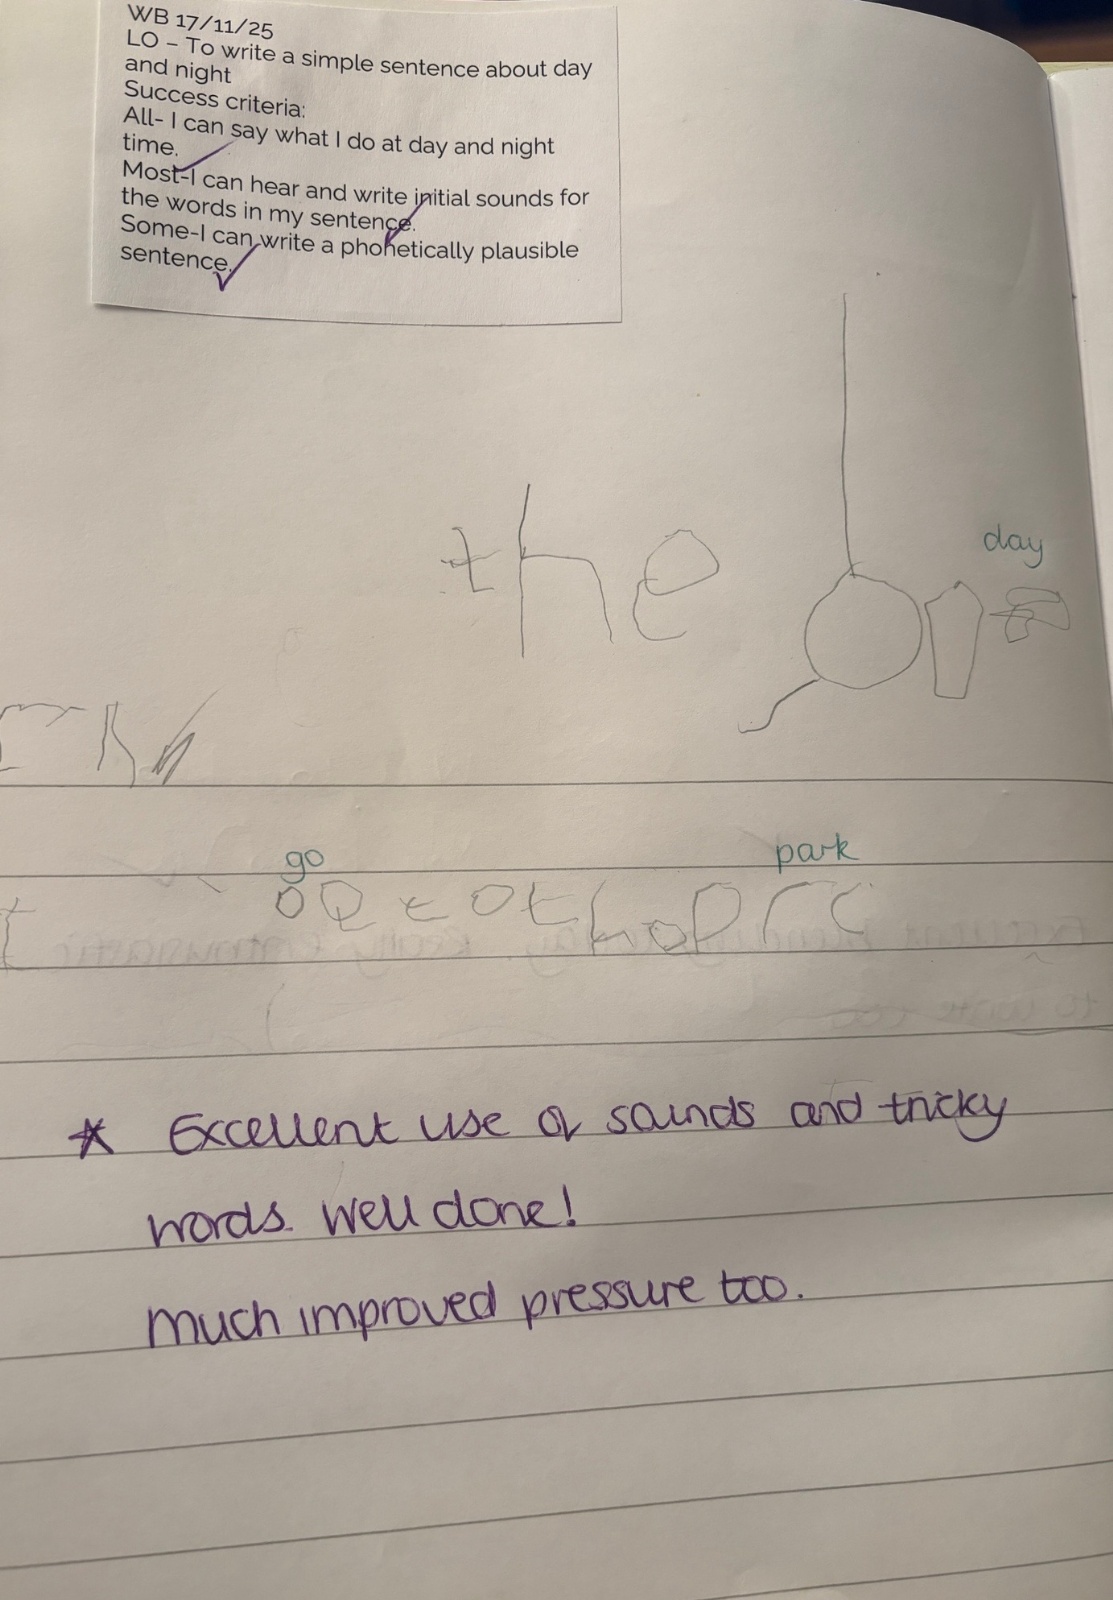 WB 17/11/25
LO – To write a simple sentence about day
and night
Success criteria:
All- I can say what I do at day and night
time.
Most-I can hear and write initial sounds for
the words in my sentence.
Some-I can write a phonetically plausible
sentence.
day
the
go
park
t o the prc
* Excellent use of sounds and tricky
words. Well done!
Much improved pressure too.